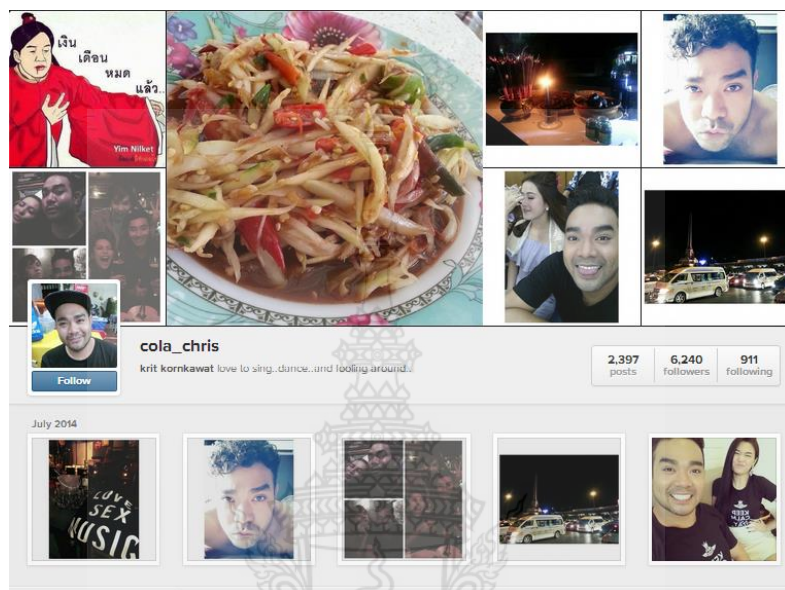 เงิน
เดือน
หมด
แล้ว..
Yim Nilket
cola_chris
krit kornkawat love to sing..dance..and fooling around..
Follow
2,397 posts
6,240 followers
911 following
July 2014
LOVE
SEX
MUSIC
KEEP
CALM